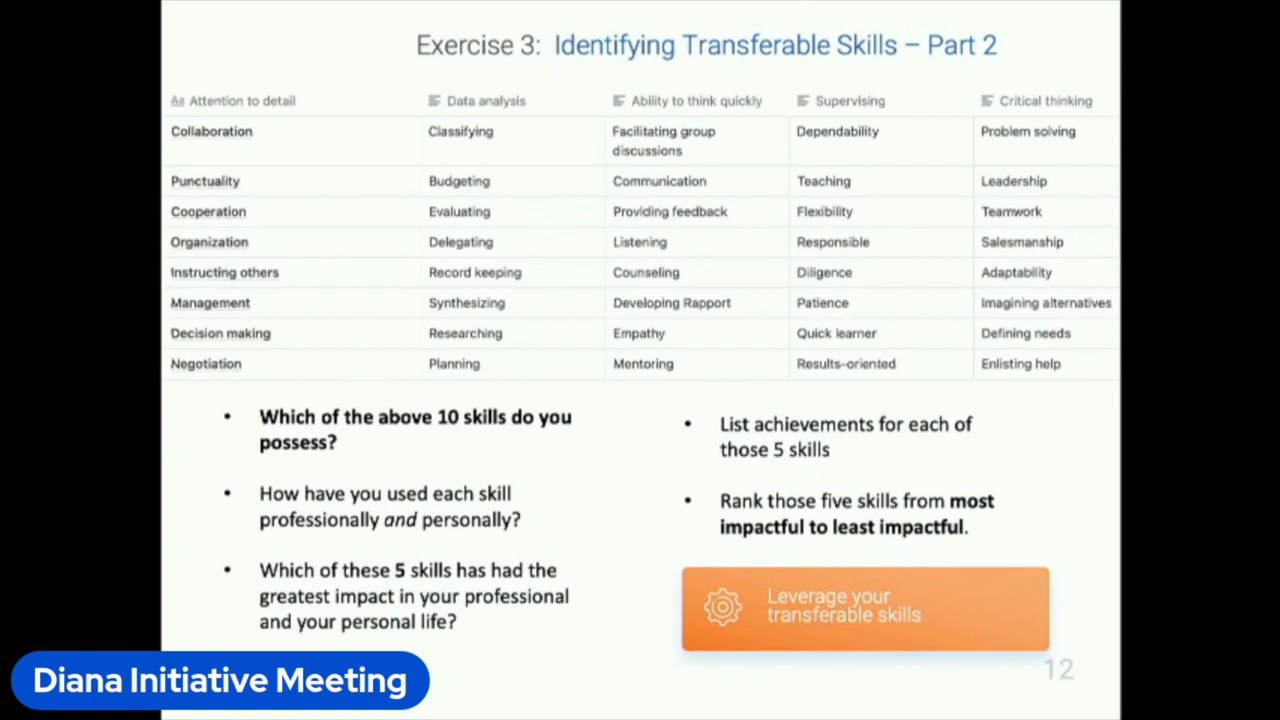 Exercise 3: Identifying Transferable Skills – Part 2
Aa Attention to detail Data analysis Ability to think quickly Supervising Critical thinking
Collaboration Classifying Facilitating group discussions Dependability Problem solving
Punctuality Budgeting Communication Teaching Leadership
Cooperation Evaluating Providing feedback Flexibility Teamwork
Organization Delegating Listening Responsible Salesmanship
Instructing others Record keeping Counseling Diligence Adaptability
Management Synthesizing Developing Rapport Patience Imagining alternatives
Decision making Researching Empathy Quick learner Defining needs
Negotiation Planning Mentoring Results-oriented Enlisting help
• Which of the above 10 skills do you
possess?
• How have you used each skill
professionally and personally?
• Which of these 5 skills has had the
greatest impact in your professional
and your personal life?
• List achievements for each of
those 5 skills
• Rank those five skills from most
impactful to least impactful.
Leverage your
transferable skills
12
Diana Initiative Meeting